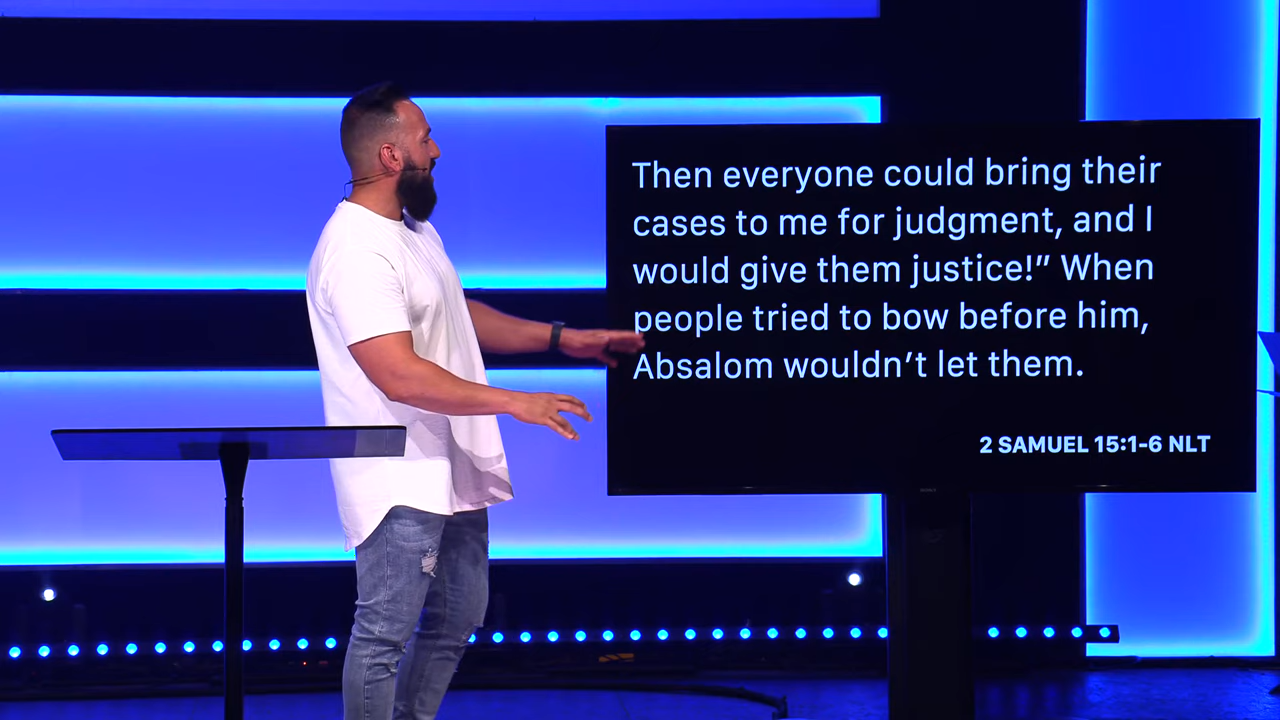 Then everyone could bring their
cases to me for judgment, and I
would give them justice!” When
people tried to bow before him,
Absalom wouldn’t let them.
2 SAMUEL 15:1-6 NLT